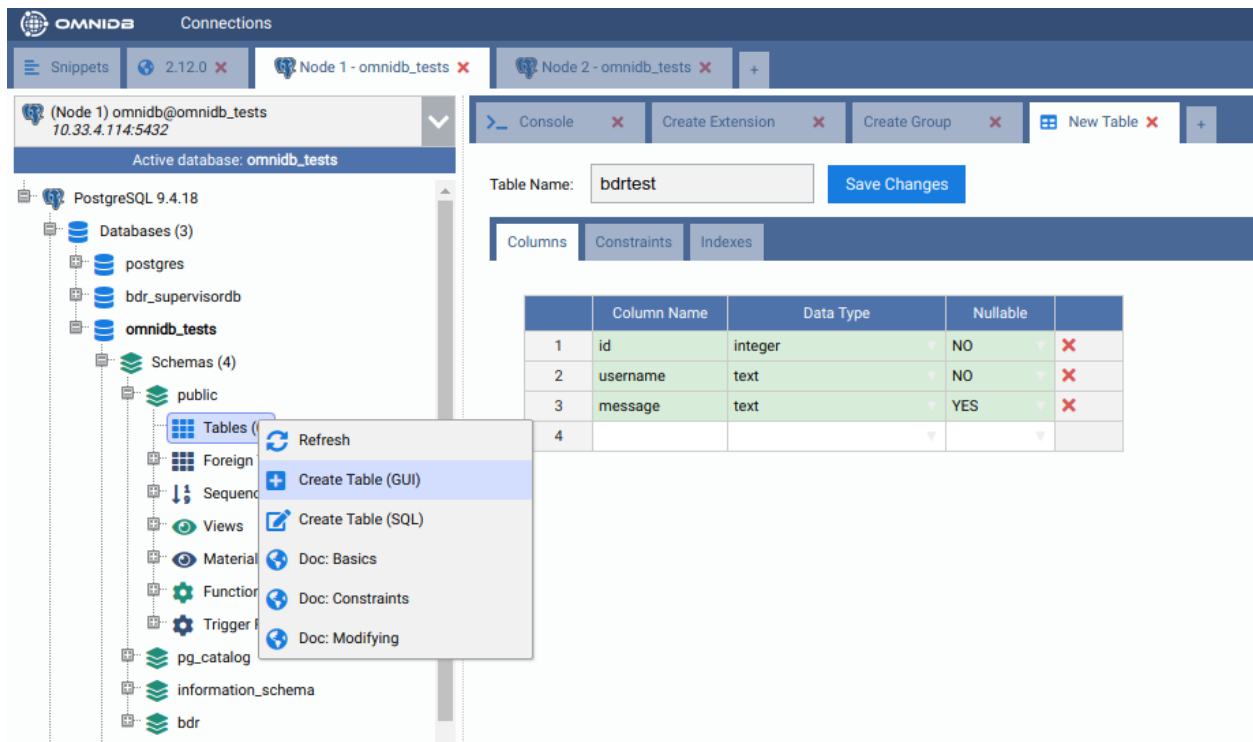 OMNIDB Connections
Snippets 2.12.0 Node 1 - omnidb_tests Node 2 - omnidb_tests +
(Node 1) omnidb@omnidb_tests
10.33.4.114:5432
Active database: omnidb_tests
PostgreSQL 9.4.18
Databases (3)
postgres
bdr_supervisordb
omnidb_tests
Schemas (4)
public
Tables (
Foreign
Sequenc
Views
Material
Function
Trigger F
pg_catalog
information_schema
bdr
Refresh
Create Table (GUI)
Create Table (SQL)
Doc: Basics
Doc: Constraints
Doc: Modifying
>_ Console Create Extension Create Group New Table +
Table Name: bdrtest Save Changes
Columns Constraints Indexes
Column Name Data Type Nullable
1 id integer NO
2 username text NO
3 message text YES
4